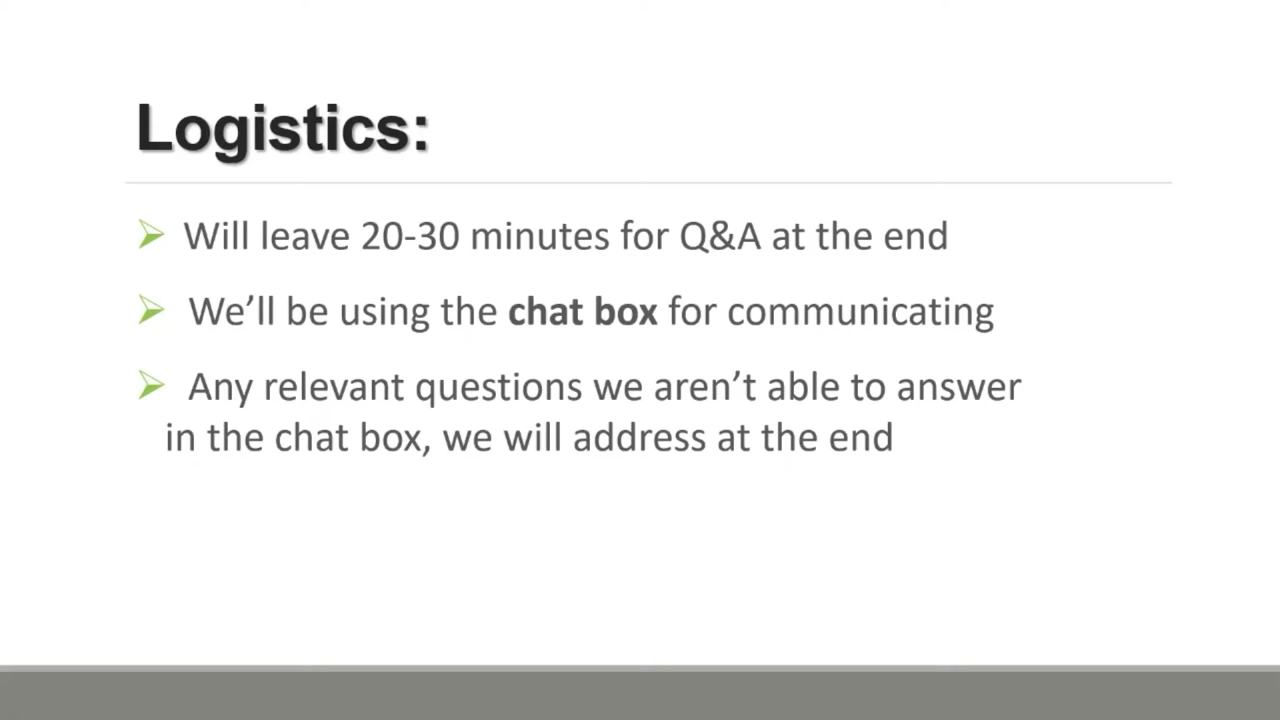 Logistics:
Will leave 20-30 minutes for Q&A at the end
We’ll be using the chat box for communicating
Any relevant questions we aren’t able to answer
in the chat box, we will address at the end